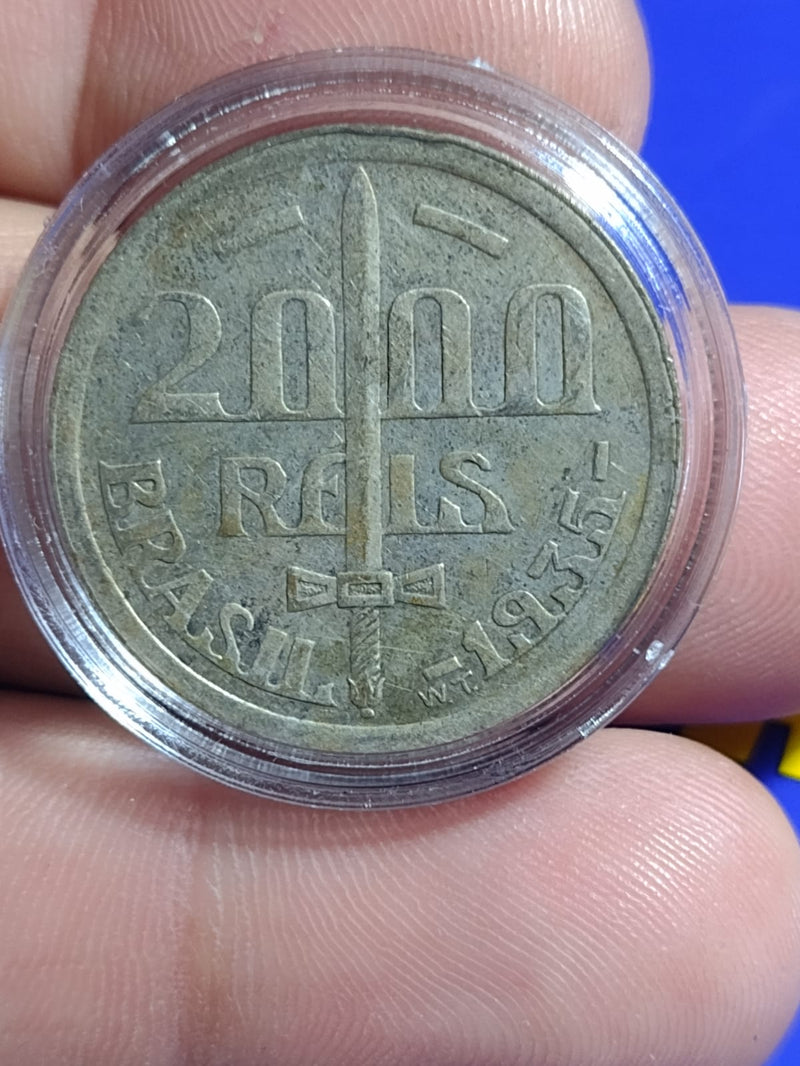 2000
RÉIS
BRASIL - 1935 -
WT.